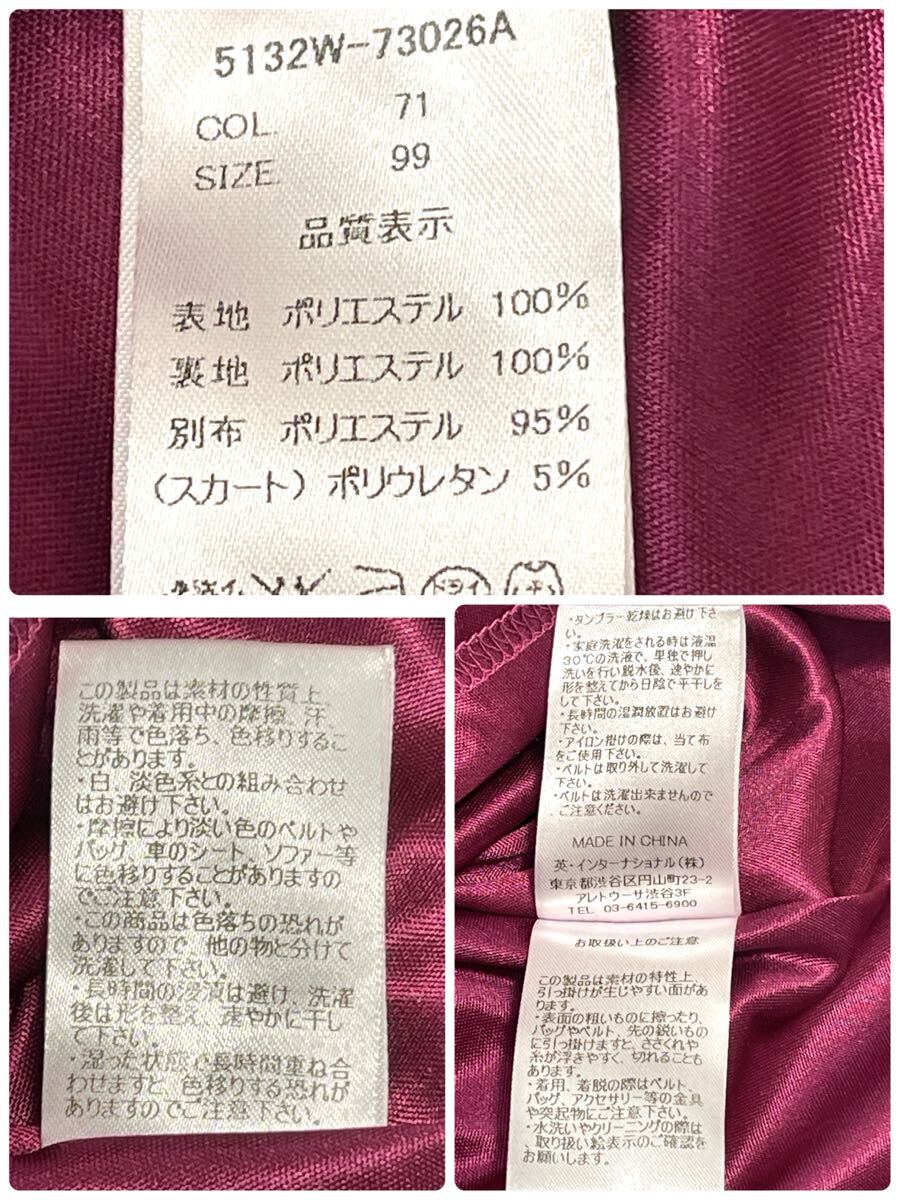 5132W-73026A
COL. 71
SIZE 99
品質表示
表地 ポリエステル 100%
裏地 ポリエステル 100%
別布 ポリエステル 95%
(スカート) ポリウレタン 5%
ドライ
この製品は素材の性質上
洗濯や着用中の摩擦、汗
雨等で色落ち 色移りするこ
とがあります。
・白、淡色系との組み合わせ
はお避け下さい。
・摩擦により淡い色のベルトや
バッグ、車のシート、ソファー等
に色移りすることがありますの
でご注意下さい。
・この商品は色落ちの恐れが
ありますので 他の物と分けて
洗濯して下さい。
・長時間の浸漬は避け、洗濯
後は形を整え、速やかに干し
て下さい。
・湿った状態で長時間重ね合
わせますと 色移りする恐れが
ありますのでご注意下さい。
・タンブラー乾燥はお避け下さ
い。
・家庭洗濯をされる時は液温
30℃の洗液で、単独で押し
洗いを行い脱水後、速やかに
形を整えてから日陰で平干しを
して下さい。
・長時間の湿潤放置はお避け
下さい。
・アイロン掛けの際は、当て布
をご使用下さい。
・ベルトは取り外して洗濯して
下さい。
・ベルトは洗濯出来ませんので
ご注意ください。
MADE IN CHINA
英・インターナショナル(株)
東京都渋谷区円山町23-2
アレトゥーサ渋谷3F
TEL 03-6415-6900
お取扱い上のご注意
この製品は素材の特性上、
引っ掛けが生じやすい面があ
ります。
・表面の粗いものに擦ったり、
バッグやベルト、先の鋭いもの
に引っ掛けますと、ささくれや
糸が浮きやすく、切れることも
あります。
・着用、着脱の際はベルト、
バッグ、アクセサリー等の金具
や突起物にご注意下さい。
・水洗いやクリーニングの際は
取り扱い絵表示のご確認を
お願いします。